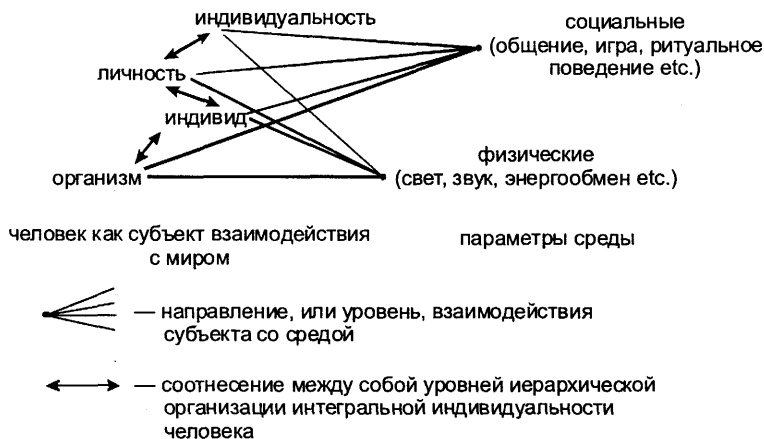 индивидуальность
социальные
(общение, игра, ритуальное
поведение etc.)
личность
индивид
организм
физические
(свет, звук, энергообмен etc.)
человек как субъект взаимодействия
с миром
параметры среды
— направление, или уровень, взаимодействия
субъекта со средой
— соотнесение между собой уровней иерархической
организации интегральной индивидуальности
человека